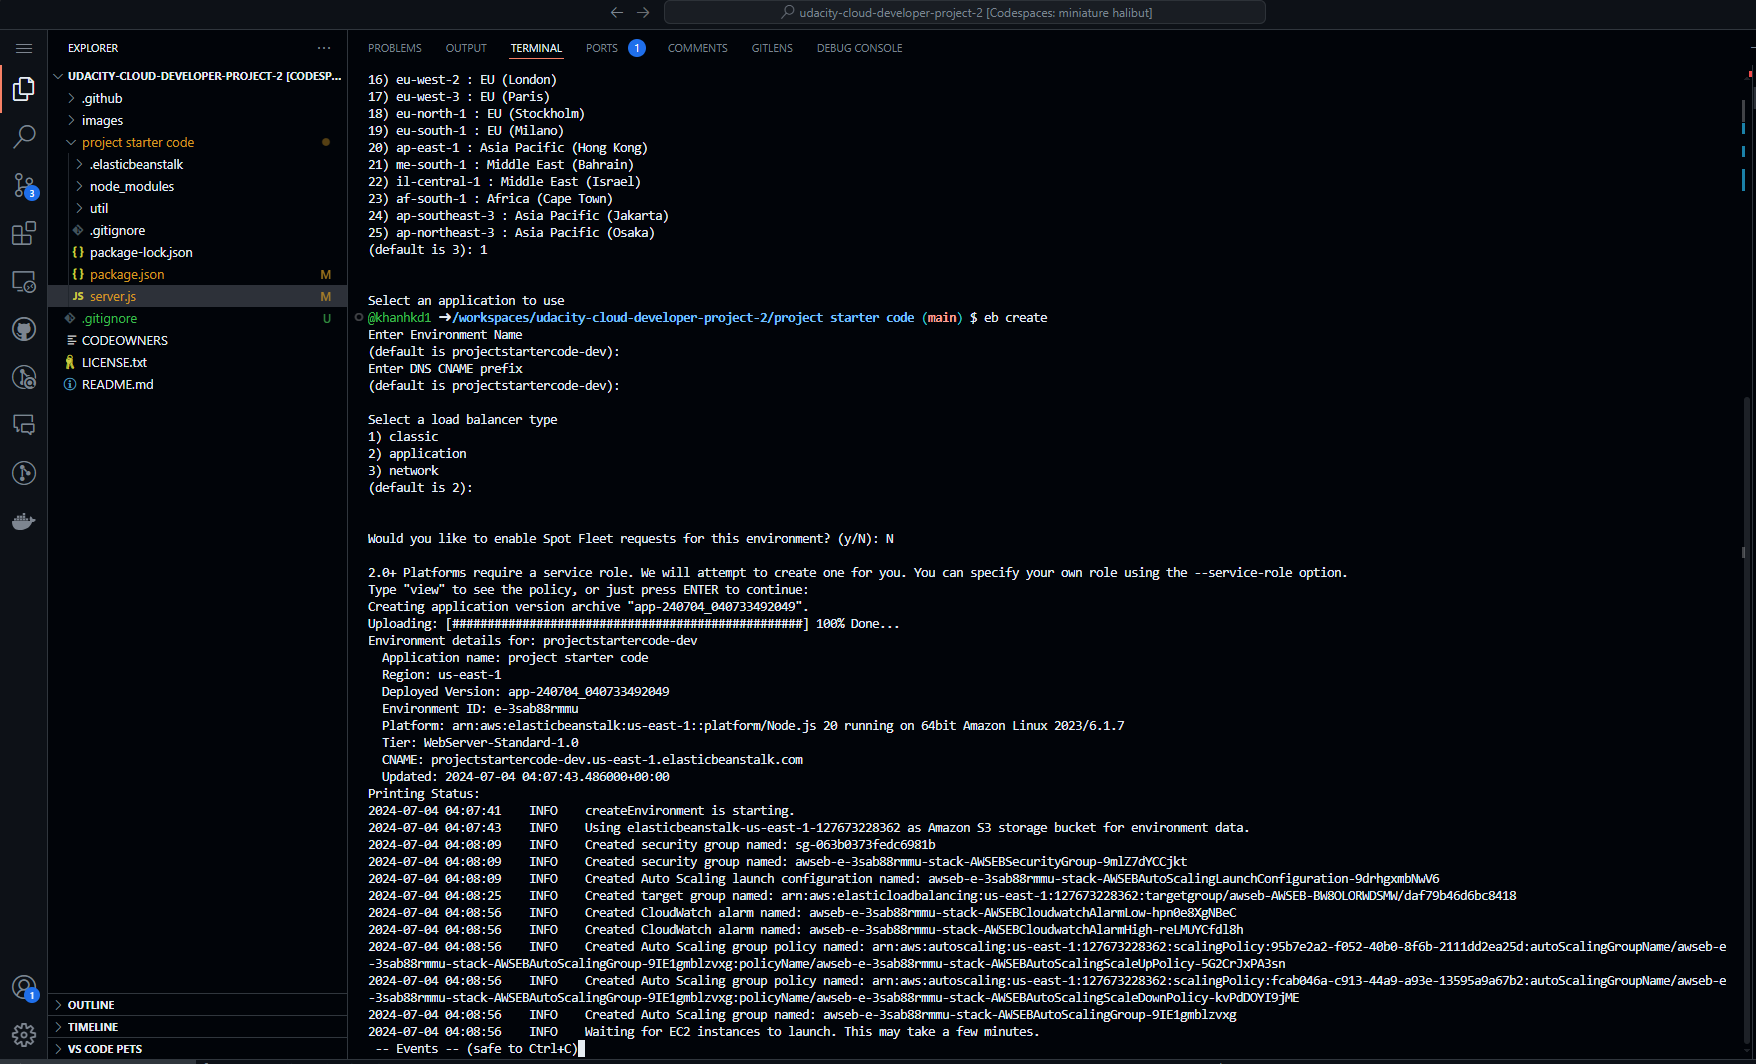 udacity-cloud-developer-project-2 [Codespaces: miniature halibut]
EXPLORER
UDACITY-CLOUD-DEVELOPER-PROJECT-2 [CODESP...
.github
images
project starter code
.elasticbeanstalk
node_modules
util
.gitignore
package-lock.json
package.json M
JS server.js M
.gitignore U
CODEOWNERS
LICENSE.txt
README.md
OUTLINE
TIMELINE
VS CODE PETS
3
1
PROBLEMS OUTPUT TERMINAL PORTS 1 COMMENTS GITLENS DEBUG CONSOLE
16) eu-west-2 : EU (London)
17) eu-west-3 : EU (Paris)
18) eu-north-1 : EU (Stockholm)
19) eu-south-1 : EU (Milano)
20) ap-east-1 : Asia Pacific (Hong Kong)
21) me-south-1 : Middle East (Bahrain)
22) il-central-1 : Middle East (Israel)
23) af-south-1 : Africa (Cape Town)
24) ap-southeast-3 : Asia Pacific (Jakarta)
25) ap-northeast-3 : Asia Pacific (Osaka)
(default is 3): 1
Select an application to use
@khanhkd1 ➜/workspaces/udacity-cloud-developer-project-2/project starter code (main) $ eb create
Enter Environment Name
(default is projectstartercode-dev):
Enter DNS CNAME prefix
(default is projectstartercode-dev):
Select a load balancer type
1) classic
2) application
3) network
(default is 2):
Would you like to enable Spot Fleet requests for this environment? (y/N): N
2.0+ Platforms require a service role. We will attempt to create one for you. You can specify your own role using the --service-role option.
Type "view" to see the policy, or just press ENTER to continue:
Creating application version archive "app-240704_040733492049".
Uploading: [##################################################] 100% Done...
Environment details for: projectstartercode-dev
Application name: project starter code
Region: us-east-1
Deployed Version: app-240704_040733492049
Environment ID: e-3sab88rmmu
Platform: arn:aws:elasticbeanstalk:us-east-1::platform/Node.js 20 running on 64bit Amazon Linux 2023/6.1.7
Tier: WebServer-Standard-1.0
CNAME: projectstartercode-dev.us-east-1.elasticbeanstalk.com
Updated: 2024-07-04 04:07:43.486000+00:00
Printing Status:
2024-07-04 04:07:41 INFO createEnvironment is starting.
2024-07-04 04:07:43 INFO Using elasticbeanstalk-us-east-1-127673228362 as Amazon S3 storage bucket for environment data.
2024-07-04 04:08:09 INFO Created security group named: sg-063b0373fedc6981b
2024-07-04 04:08:09 INFO Created security group named: awseb-e-3sab88rmmu-stack-AWSEBSecurityGroup-9mlZ7dYCCjkt
2024-07-04 04:08:09 INFO Created Auto Scaling launch configuration named: awseb-e-3sab88rmmu-stack-AWSEBAutoScalingLaunchConfiguration-9drhgxmbNwV6
2024-07-04 04:08:25 INFO Created target group named: arn:aws:elasticloadbalancing:us-east-1:127673228362:targetgroup/awseb-AWSEB-BW8OLORWDSMW/daf79b46d6bc8418
2024-07-04 04:08:56 INFO Created CloudWatch alarm named: awseb-e-3sab88rmmu-stack-AWSEBCloudwatchAlarmLow-hpn0e8XgNBeC
2024-07-04 04:08:56 INFO Created CloudWatch alarm named: awseb-e-3sab88rmmu-stack-AWSEBCloudwatchAlarmHigh-reLMUYCfdl8h
2024-07-04 04:08:56 INFO Created Auto Scaling group policy named: arn:aws:autoscaling:us-east-1:127673228362:scalingPolicy:95b7e2a2-f052-40b0-8f6b-2111dd2ea25d:autoScalingGroupName/awseb-e
-3sab88rmmu-stack-AWSEBAutoScalingGroup-9IE1gmblzvxg:policyName/awseb-e-3sab88rmmu-stack-AWSEBAutoScalingScaleUpPolicy-5G2CrJxPA3sn
2024-07-04 04:08:56 INFO Created Auto Scaling group policy named: arn:aws:autoscaling:us-east-1:127673228362:scalingPolicy:fcab046a-c913-44a9-a93e-13595a9a67b2:autoScalingGroupName/awseb-e
-3sab88rmmu-stack-AWSEBAutoScalingGroup-9IE1gmblzvxg:policyName/awseb-e-3sab88rmmu-stack-AWSEBAutoScalingScaleDownPolicy-kvPdDOYI9jME
2024-07-04 04:08:56 INFO Created Auto Scaling group named: awseb-e-3sab88rmmu-stack-AWSEBAutoScalingGroup-9IE1gmblzvxg
2024-07-04 04:08:56 INFO Waiting for EC2 instances to launch. This may take a few minutes.
-- Events -- (safe to Ctrl+C)